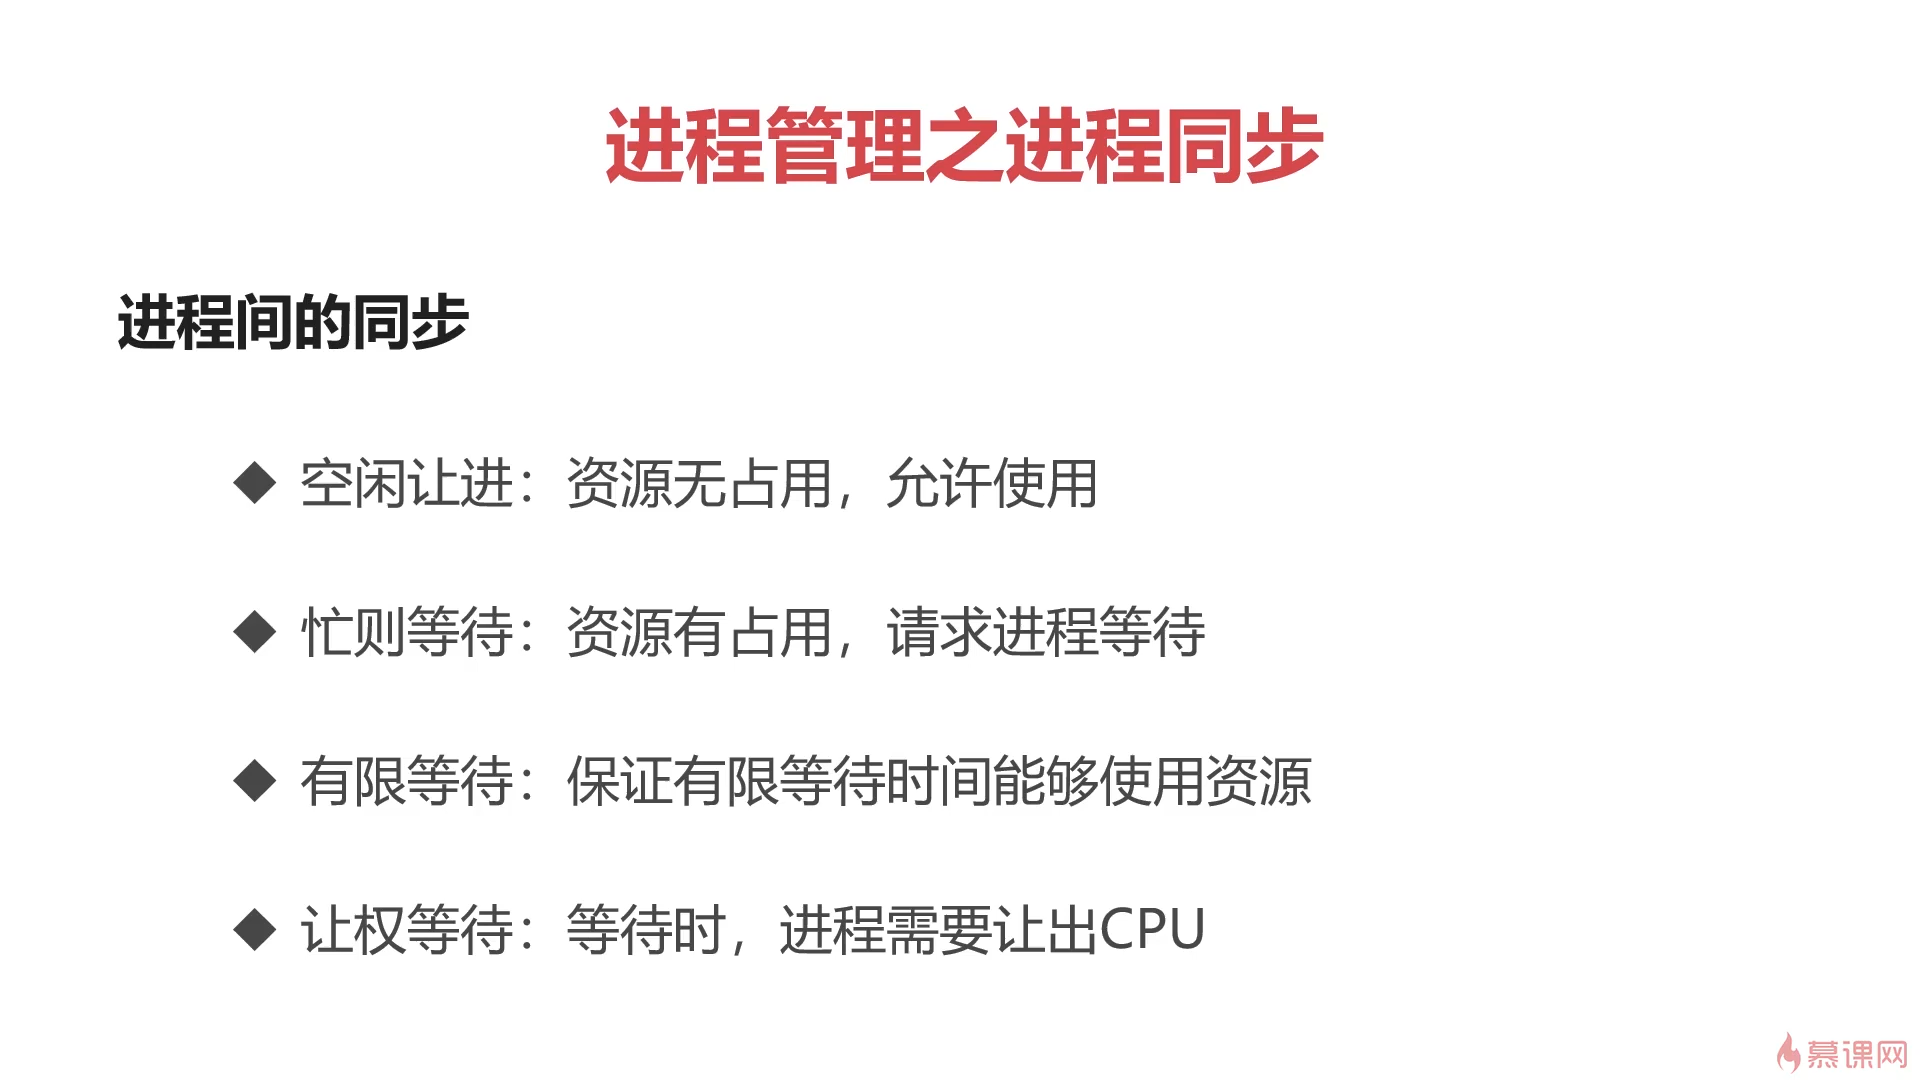 进程管理之进程同步
进程间的同步
◆ 空闲让进：资源无占用，允许使用
◆ 忙则等待：资源有占用，请求进程等待
◆ 有限等待：保证有限等待时间能够使用资源
◆ 让权等待：等待时，进程需要让出CPU
慕课网